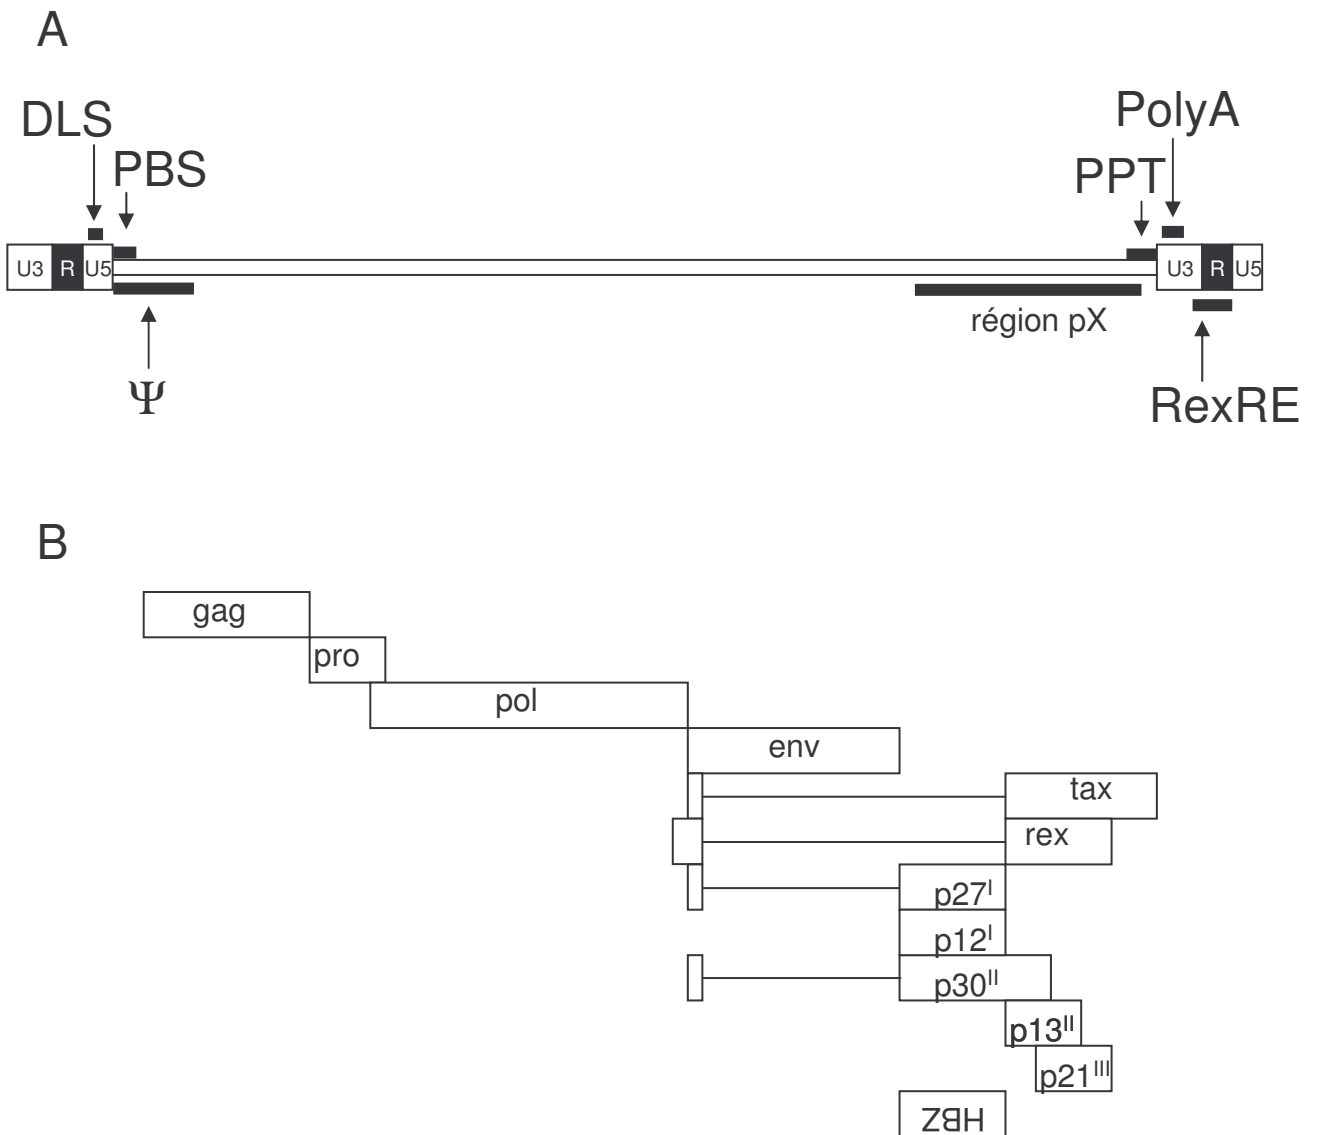 A
DLS
PBS
PolyA
PPT
U3 R U5
U3 R U5
région pX
Ψ
RexRE
B
gag
pro
pol
env
tax
rex
p27ᴵ
p12ᴵ
p30ᴵᴵ
p13ᴵᴵ
p21ᴵᴵᴵ
HBZ